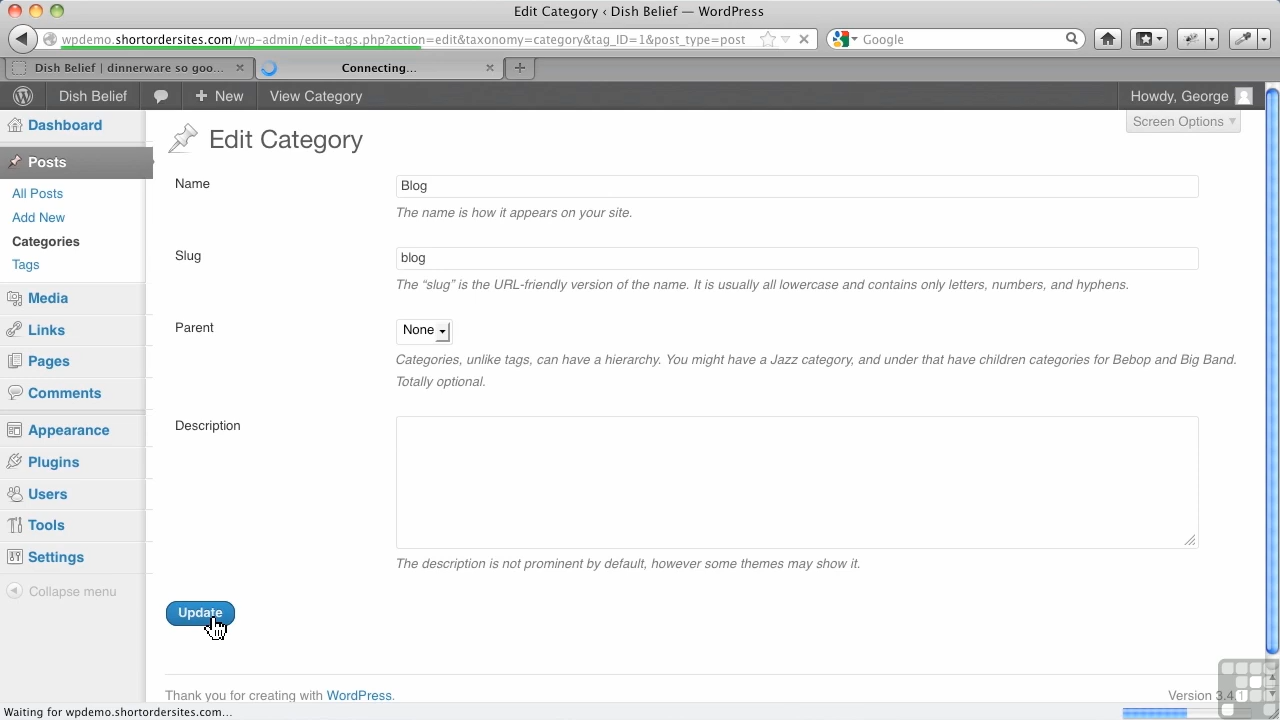 Edit Category ‹ Dish Belief — WordPress
wpdemo.shortordersites.com/wp-admin/edit-tags.php?action=edit&taxonomy=category&tag_ID=1&post_type=post
Google
Dish Belief | dinnerware so goo...
Connecting...
Dish Belief
New
View Category
Howdy, George
Screen Options
Dashboard
Posts
All Posts
Add New
Categories
Tags
Media
Links
Pages
Comments
Appearance
Plugins
Users
Tools
Settings
Collapse menu
Edit Category
Name
Blog
The name is how it appears on your site.
Slug
blog
The “slug” is the URL-friendly version of the name. It is usually all lowercase and contains only letters, numbers, and hyphens.
Parent
None
Categories, unlike tags, can have a hierarchy. You might have a Jazz category, and under that have children categories for Bebop and Big Band.
Totally optional.
Description
The description is not prominent by default, however some themes may show it.
Update
Thank you for creating with WordPress.
Version 3.4.1
Waiting for wpdemo.shortordersites.com...